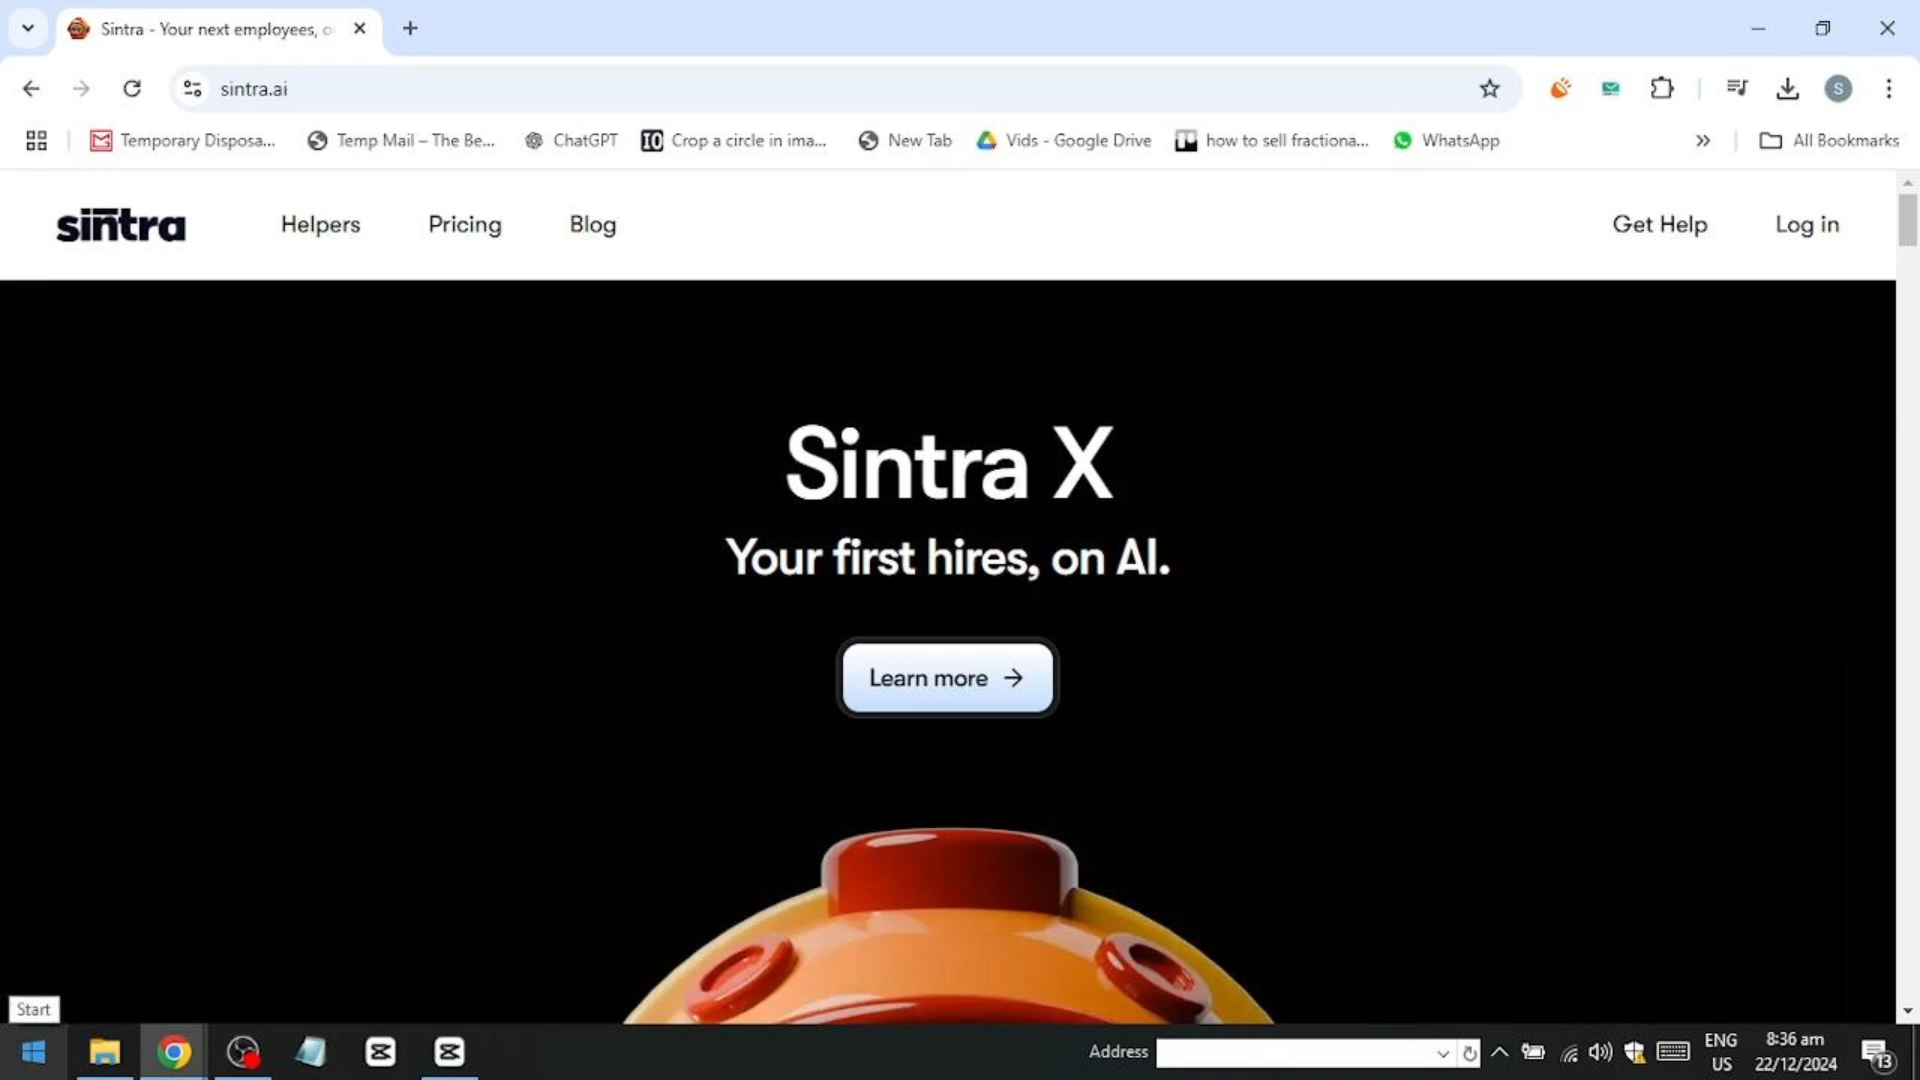 Sintra - Your next employees, o
sintra.ai
S
Temporary Disposa...
Temp Mail – The Be...
ChatGPT
IO
Crop a circle in ima...
New Tab
Vids - Google Drive
how to sell fractiona...
WhatsApp
All Bookmarks
sintra
Helpers
Pricing
Blog
Get Help
Log in
Sintra X
Your first hires, on AI.
Learn more →
Start
Address
ENG
US
8:36 am
22/12/2024
13